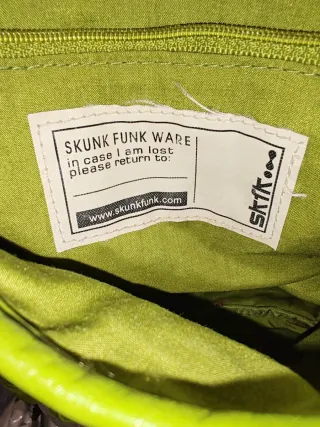 SKUNK FUNK WARE
in case I am lost
please return to:
www.skunkfunk.com
skfk